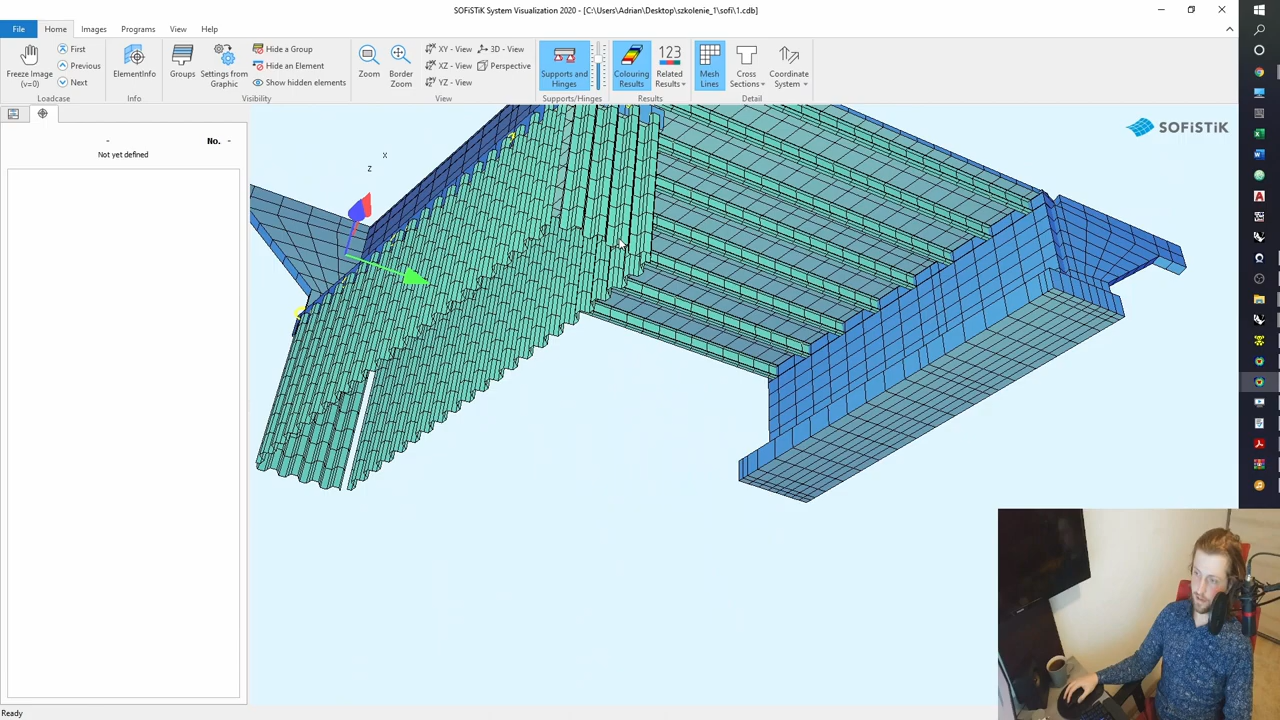 SOFiSTiK System Visualization 2020 - [C:\Users\Adrian\Desktop\szkolenie_1\sofi\1.cdb]
File Home Images Programs View Help
Freeze Image (v=0)
First
Previous
Next
Loadcase
ElementInfo
Info
Groups
Settings from Graphic
Hide a Group
Hide an Element
Show hidden elements
Visibility
Zoom
Border Zoom
XY - View
XZ - View
YZ - View
3D - View
Perspective
View
Supports and Hinges
Supports/Hinges
Colouring Results
123
Related Results
Results
Mesh Lines
Cross Sections
Coordinate System
Detail
- No. -
Not yet defined
x
z
SOFiSTiK
Ready